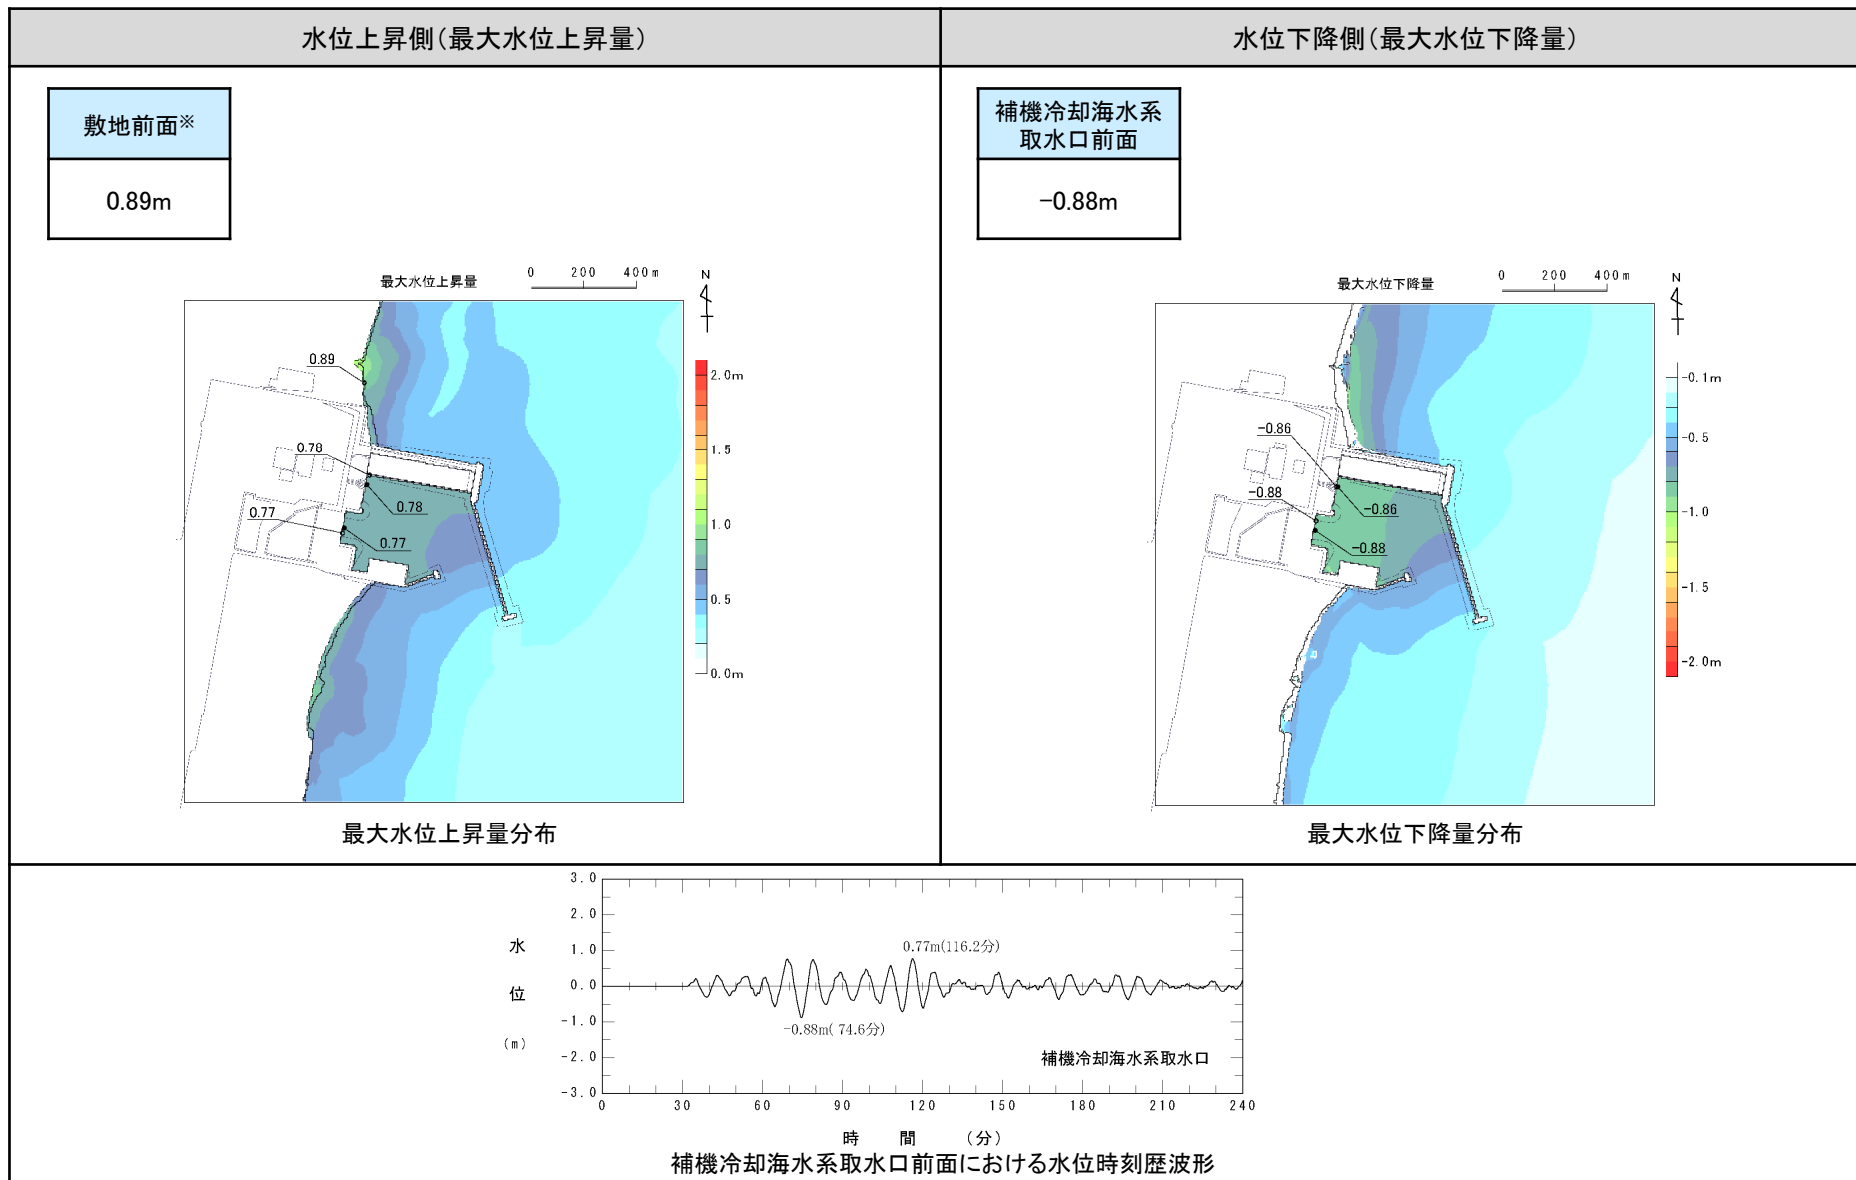 水位上昇側(最大水位上昇量)
水位下降側(最大水位下降量)
敷地前面※
0.89m
補機冷却海水系
取水口前面
-0.88m
最大水位上昇量
0 200 400m
N
0.89
0.78
0.78
0.77
0.77
2.0m
1.5
1.0
0.5
0.0m
最大水位上昇量分布
最大水位下降量
0 200 400m
N
-0.86
-0.86
-0.88
-0.88
-0.1m
-0.5
-1.0
-1.5
-2.0m
最大水位下降量分布
3.0
2.0
1.0
0.0
-1.0
-2.0
-3.0
水位
(m)
0.77m(116.2分)
-0.88m( 74.6分)
補機冷却海水系取水口
0 30 60 90 120 150 180 210 240
時 間 (分)
補機冷却海水系取水口前面における水位時刻歴波形